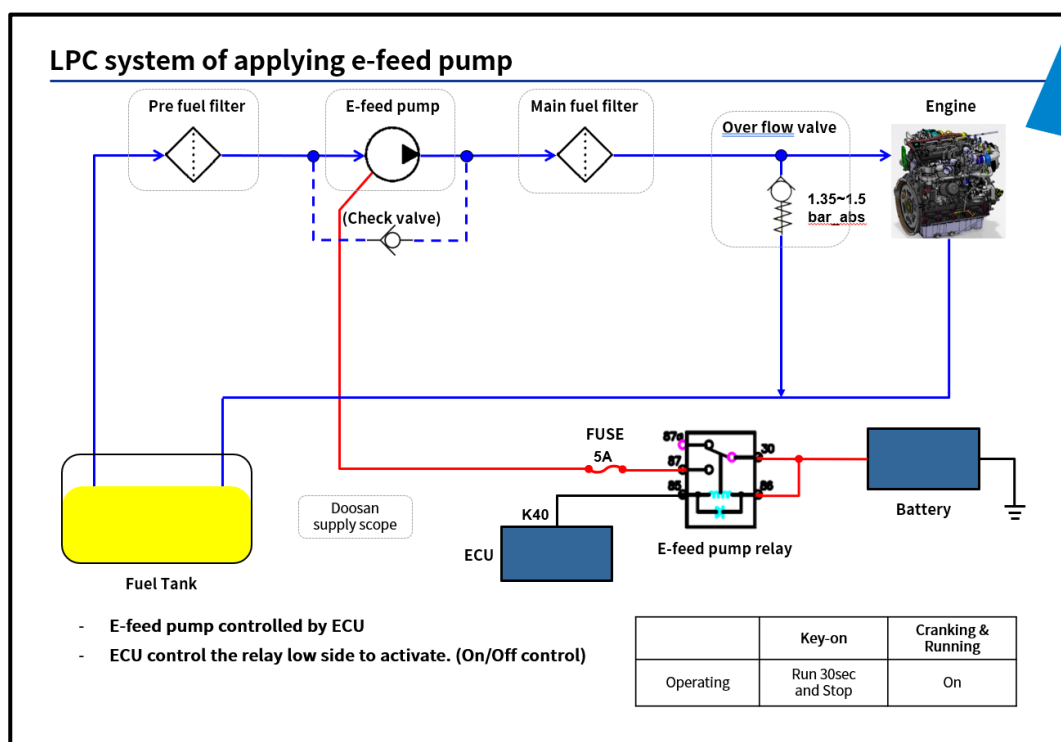 LPC system of applying e-feed pump
Pre fuel filter
E-feed pump
Main fuel filter
Over flow valve
Engine
(Check valve)
1.35~1.5
bar_abs
FUSE
5A
87a
87
85
30
86
K40
ECU
E-feed pump relay
Battery
Doosan
supply scope
Fuel Tank
- E-feed pump controlled by ECU
- ECU control the relay low side to activate. (On/Off control)
Key-on
Cranking &
Running
Operating
Run 30sec
and Stop
On